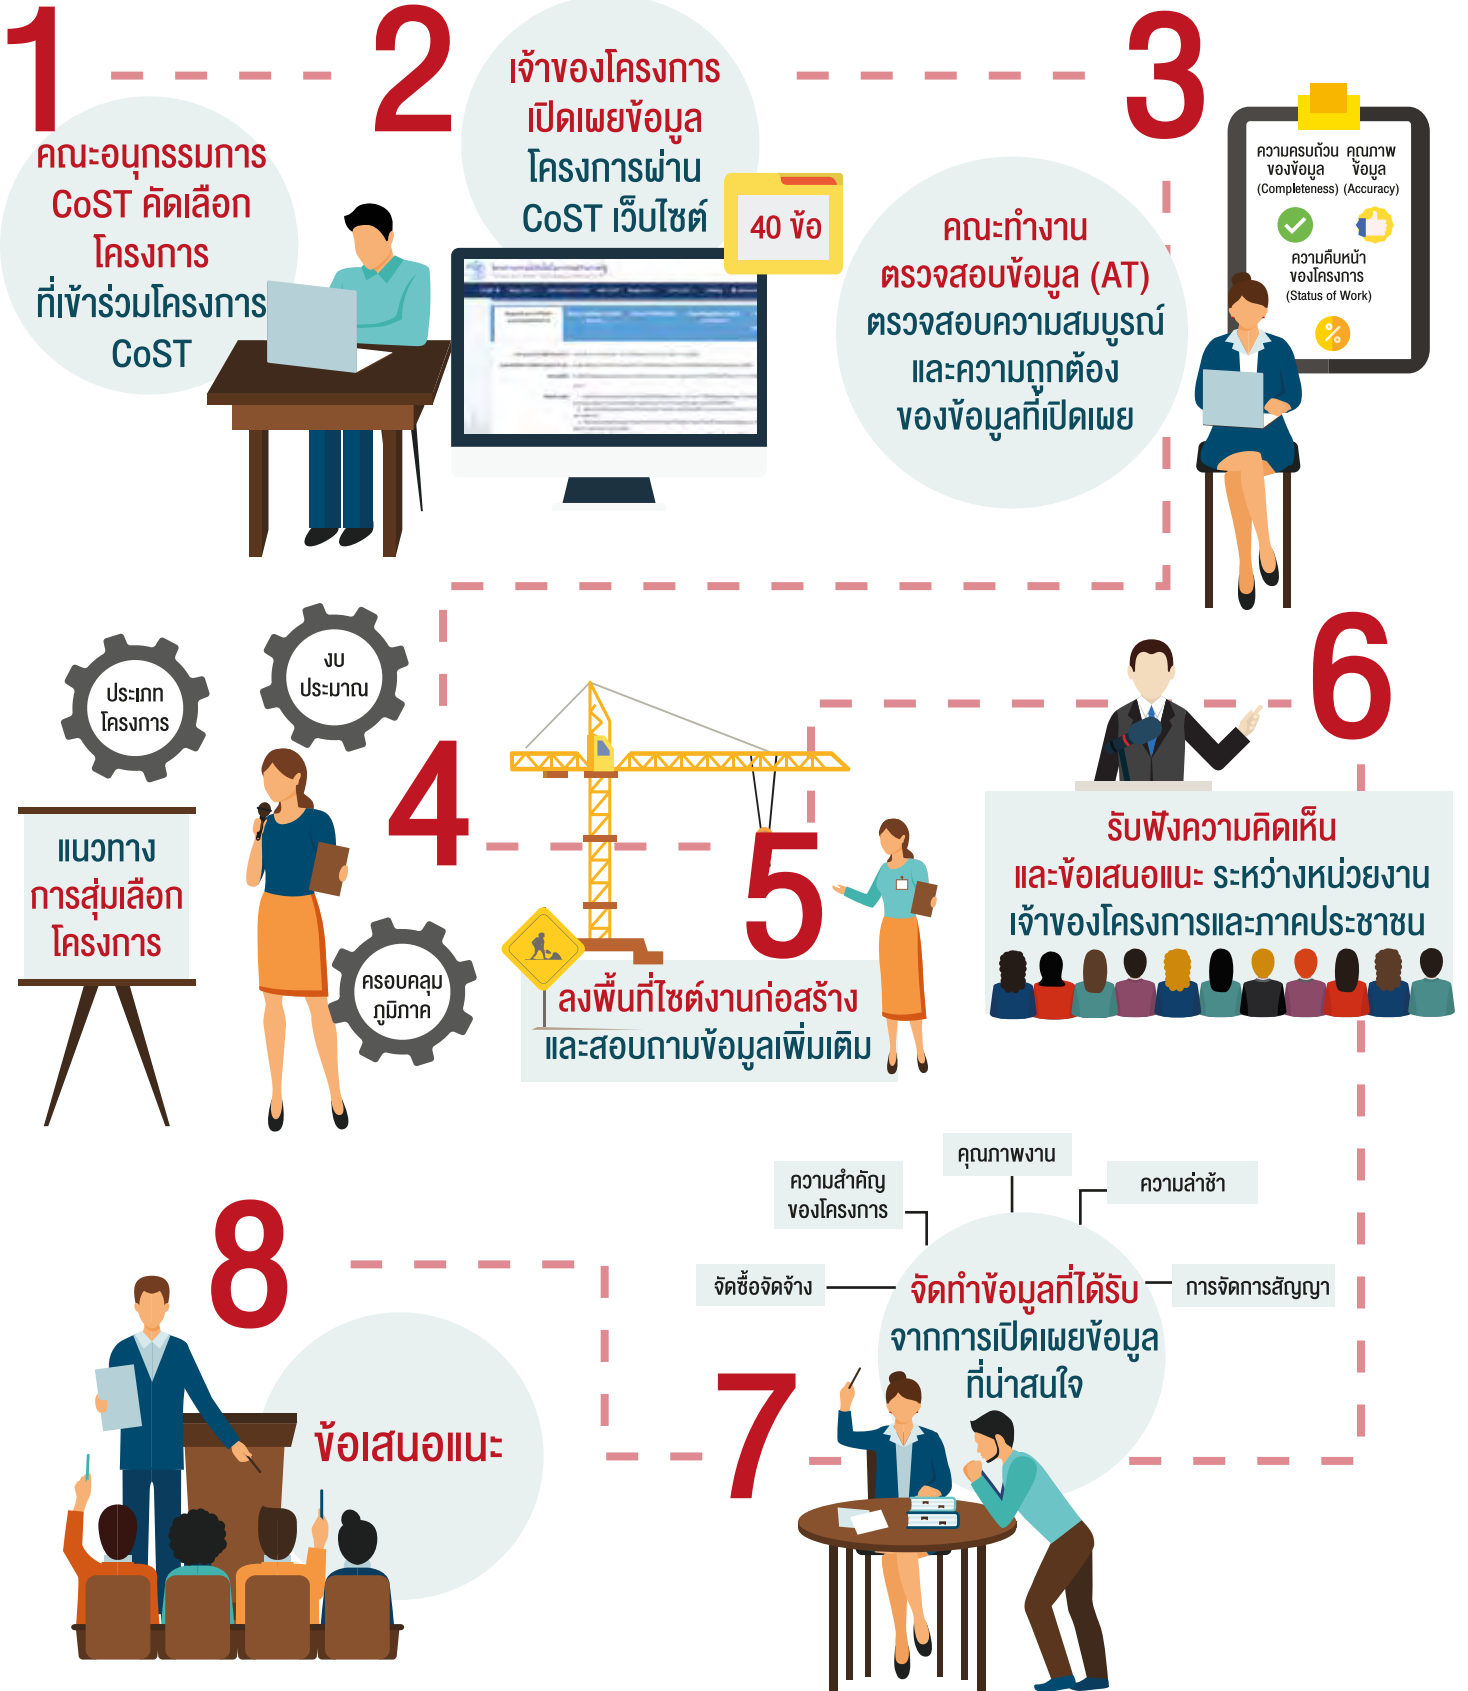 1
คณะอนุกรรมการ
CoST คัดเลือก
โครงการ
ที่เข้าร่วมโครงการ
CoST
2
เจ้าของโครงการ
เปิดเผยข้อมูล
โครงการผ่าน
CoST เว็บไซต์
40 ข้อ
3
คณะทำงาน
ตรวจสอบข้อมูล (AT)
ตรวจสอบความสมบูรณ์
และความถูกต้อง
ของข้อมูลที่เปิดเผย
ความครบถ้วน
ของข้อมูล
(Completeness)
คุณภาพ
ข้อมูล
(Accuracy)
ความคืบหน้า
ของโครงการ
(Status of Work)
%
4
ประเภท
โครงการ
งบ
ประมาณ
แนวทาง
การสุ่มเลือก
โครงการ
ครอบคลุม
ภูมิภาค
5
ลงพื้นที่ไซต์งานก่อสร้าง
และสอบถามข้อมูลเพิ่มเติม
6
รับฟังความคิดเห็น
และข้อเสนอแนะ ระหว่างหน่วยงาน
เจ้าของโครงการและภาคประชาชน
7
จัดซื้อจัดจ้าง
ความสำคัญ
ของโครงการ
คุณภาพงาน
ความล่าช้า
การจัดการสัญญา
จัดทำข้อมูลที่ได้รับ
จากการเปิดเผยข้อมูล
ที่น่าสนใจ
8
ข้อเสนอแนะ